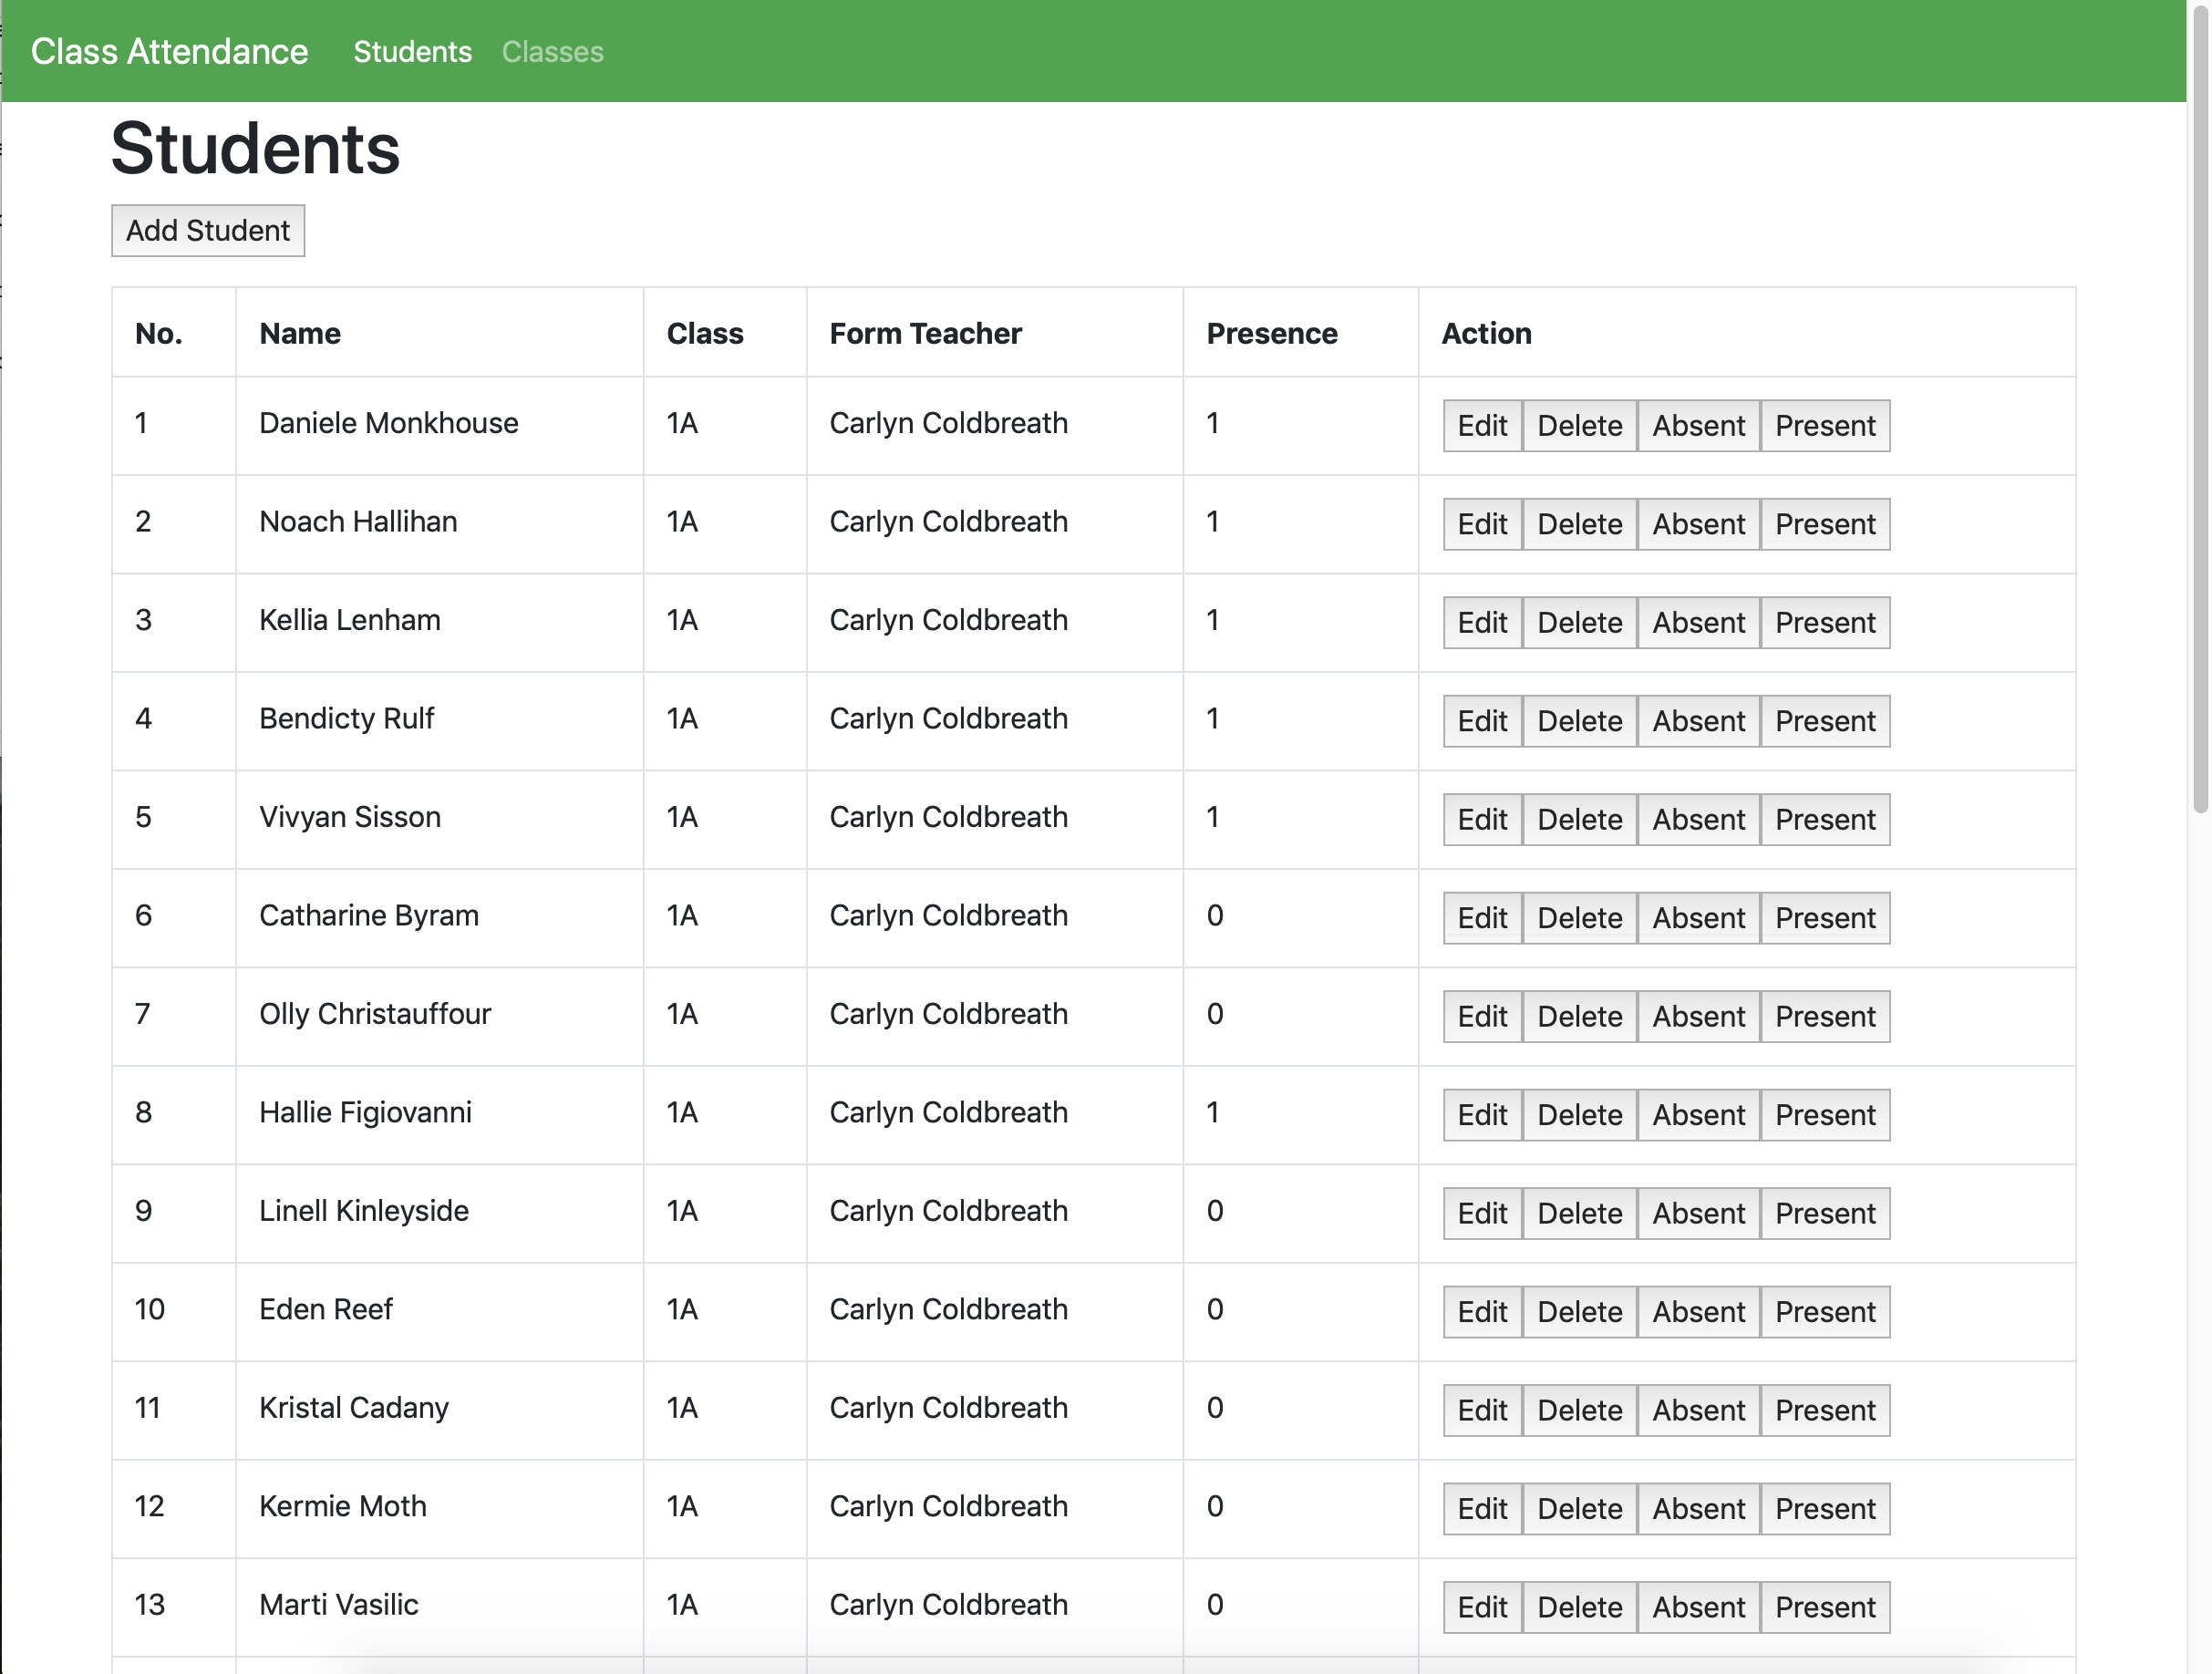 Class Attendance Students Classes
Students
Add Student
No. Name Class Form Teacher Presence Action
1 Daniele Monkhouse 1A Carlyn Coldbreath 1 Edit Delete Absent Present
2 Noach Hallihan 1A Carlyn Coldbreath 1 Edit Delete Absent Present
3 Kellia Lenham 1A Carlyn Coldbreath 1 Edit Delete Absent Present
4 Bendicty Rulf 1A Carlyn Coldbreath 1 Edit Delete Absent Present
5 Vivyan Sisson 1A Carlyn Coldbreath 1 Edit Delete Absent Present
6 Catharine Byram 1A Carlyn Coldbreath 0 Edit Delete Absent Present
7 Olly Christauffour 1A Carlyn Coldbreath 0 Edit Delete Absent Present
8 Hallie Figiovanni 1A Carlyn Coldbreath 1 Edit Delete Absent Present
9 Linell Kinleyside 1A Carlyn Coldbreath 0 Edit Delete Absent Present
10 Eden Reef 1A Carlyn Coldbreath 0 Edit Delete Absent Present
11 Kristal Cadany 1A Carlyn Coldbreath 0 Edit Delete Absent Present
12 Kermie Moth 1A Carlyn Coldbreath 0 Edit Delete Absent Present
13 Marti Vasilic 1A Carlyn Coldbreath 0 Edit Delete Absent Present